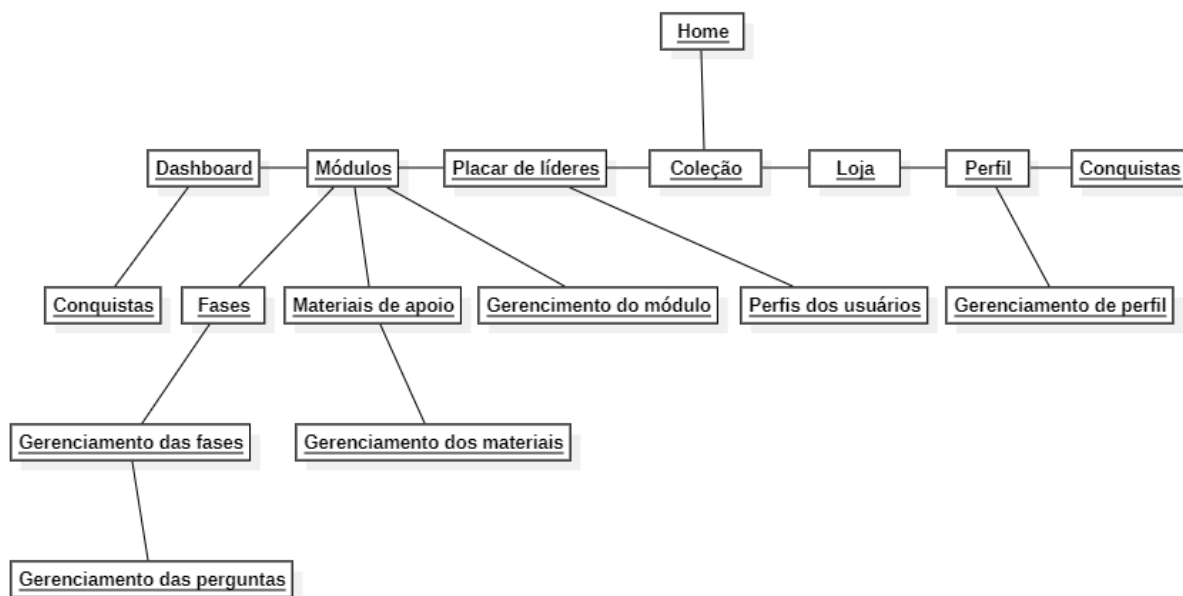 Home
Dashboard
Módulos
Placar de líderes
Coleção
Loja
Perfil
Conquistas
Conquistas
Fases
Materiais de apoio
Gerencimento do módulo
Perfis dos usuários
Gerenciamento de perfil
Gerenciamento das fases
Gerenciamento dos materiais
Gerenciamento das perguntas